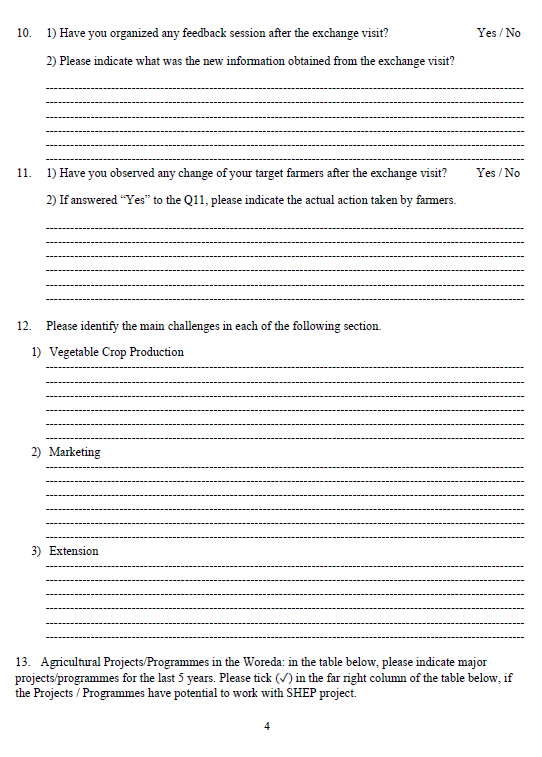 10. 1) Have you organized any feedback session after the exchange visit? Yes / No
2) Please indicate what was the new information obtained from the exchange visit?
11. 1) Have you observed any change of your target farmers after the exchange visit? Yes / No
2) If answered “Yes” to the Q11, please indicate the actual action taken by farmers.
12. Please identify the main challenges in each of the following section.
1) Vegetable Crop Production
2) Marketing
3) Extension
13. Agricultural Projects/Programmes in the Woreda: in the table below, please indicate major
projects/programmes for the last 5 years. Please tick (✓) in the far right column of the table below, if
the Projects / Programmes have potential to work with SHEP project.
4